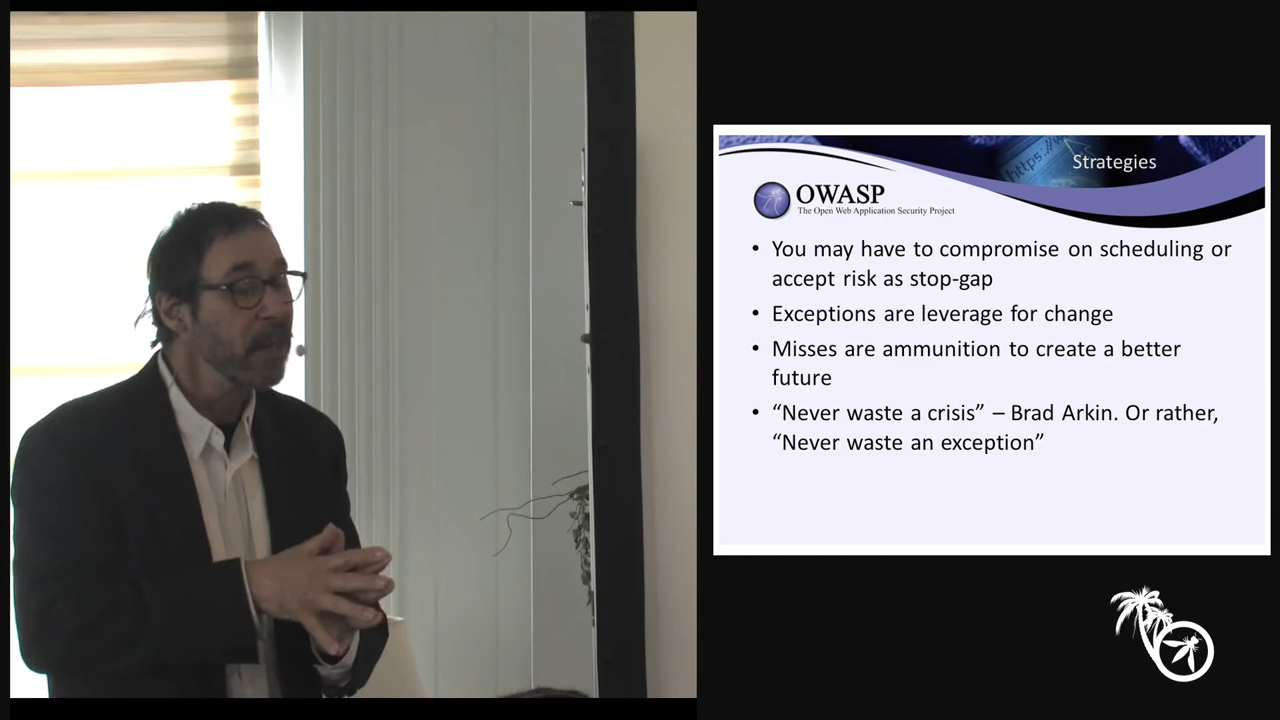 https://w
Strategies
OWASP
The Open Web Application Security Project
• You may have to compromise on scheduling or
accept risk as stop-gap
• Exceptions are leverage for change
• Misses are ammunition to create a better
future
• “Never waste a crisis” – Brad Arkin. Or rather,
“Never waste an exception”